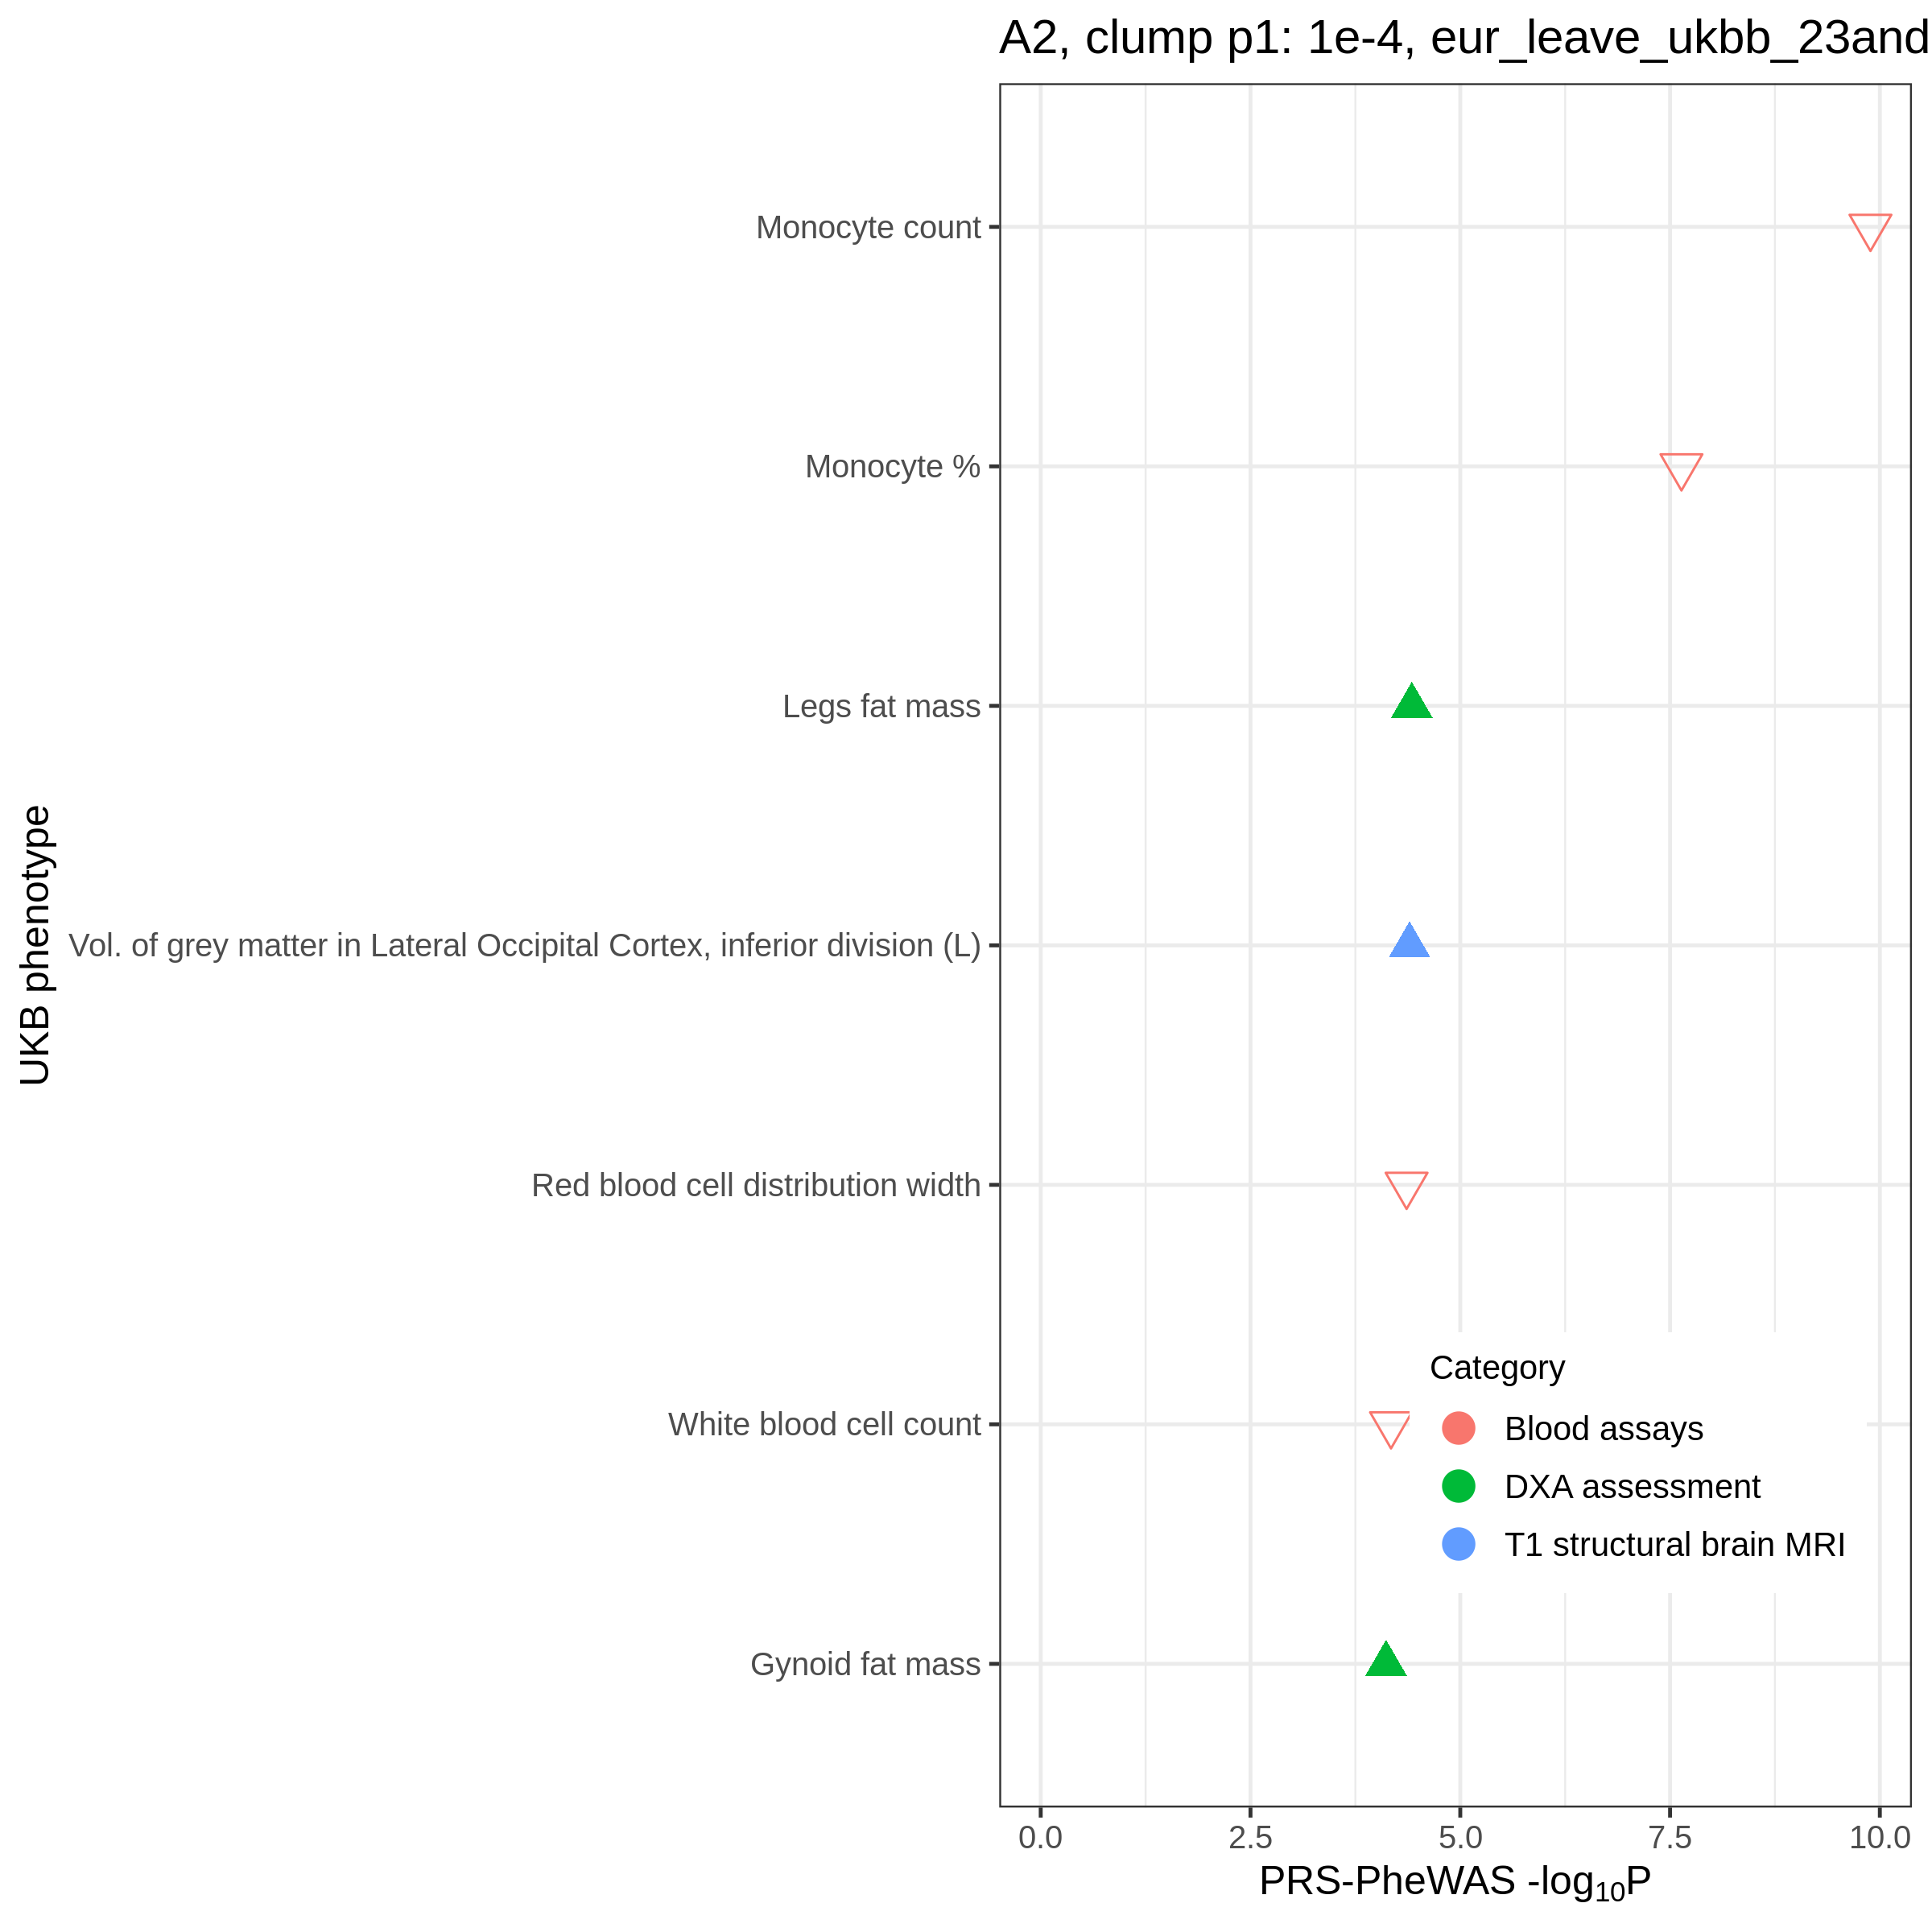 A2, clump p1: 1e-4, eur_leave_ukbb_23and
Monocyte count
Monocyte %
Legs fat mass
Vol. of grey matter in Lateral Occipital Cortex, inferior division (L)
Red blood cell distribution width
White blood cell count
Gynoid fat mass
UKB phenotype
Category
Blood assays
DXA assessment
T1 structural brain MRI
0.0 2.5 5.0 7.5 10.0
PRS-PheWAS -log₁₀P